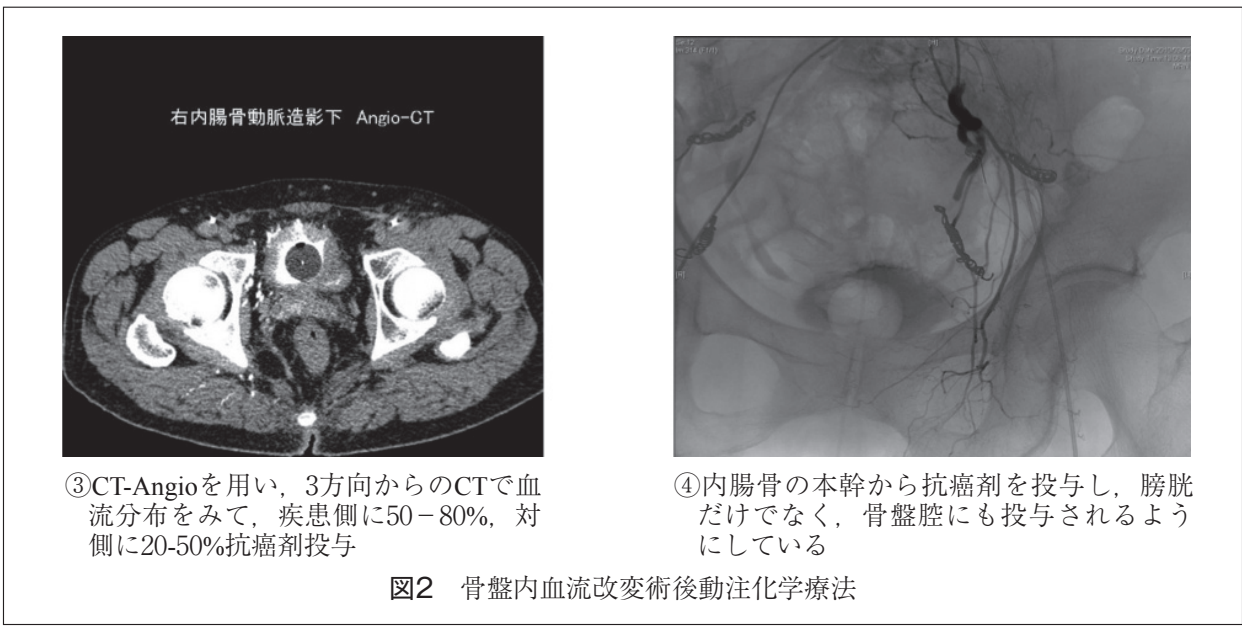 右内腸骨動脈造影下 Angio-CT
③CT-Angioを用い，3方向からのCTで血
流分布をみて，疾患側に50－80%，対
側に20-50%抗癌剤投与
④内腸骨の本幹から抗癌剤を投与し，膀胱
だけでなく，骨盤腔にも投与されるよう
にしている
図2　骨盤内血流改変術後動注化学療法